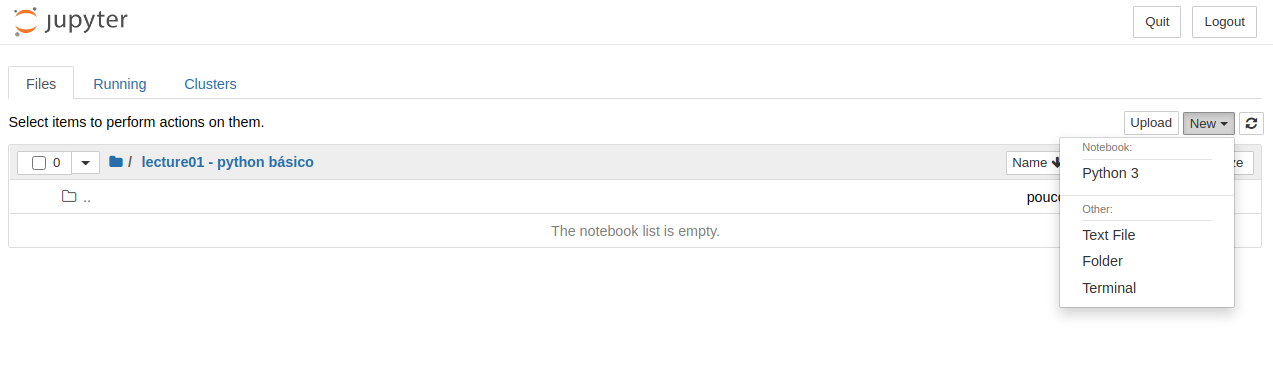 jupyter
Quit Logout
Files Running Clusters
Select items to perform actions on them.
Upload New
0 / lecture01 - python básico Name
.. 
The notebook list is empty.
Notebook:
Python 3
Other:
Text File
Folder
Terminal